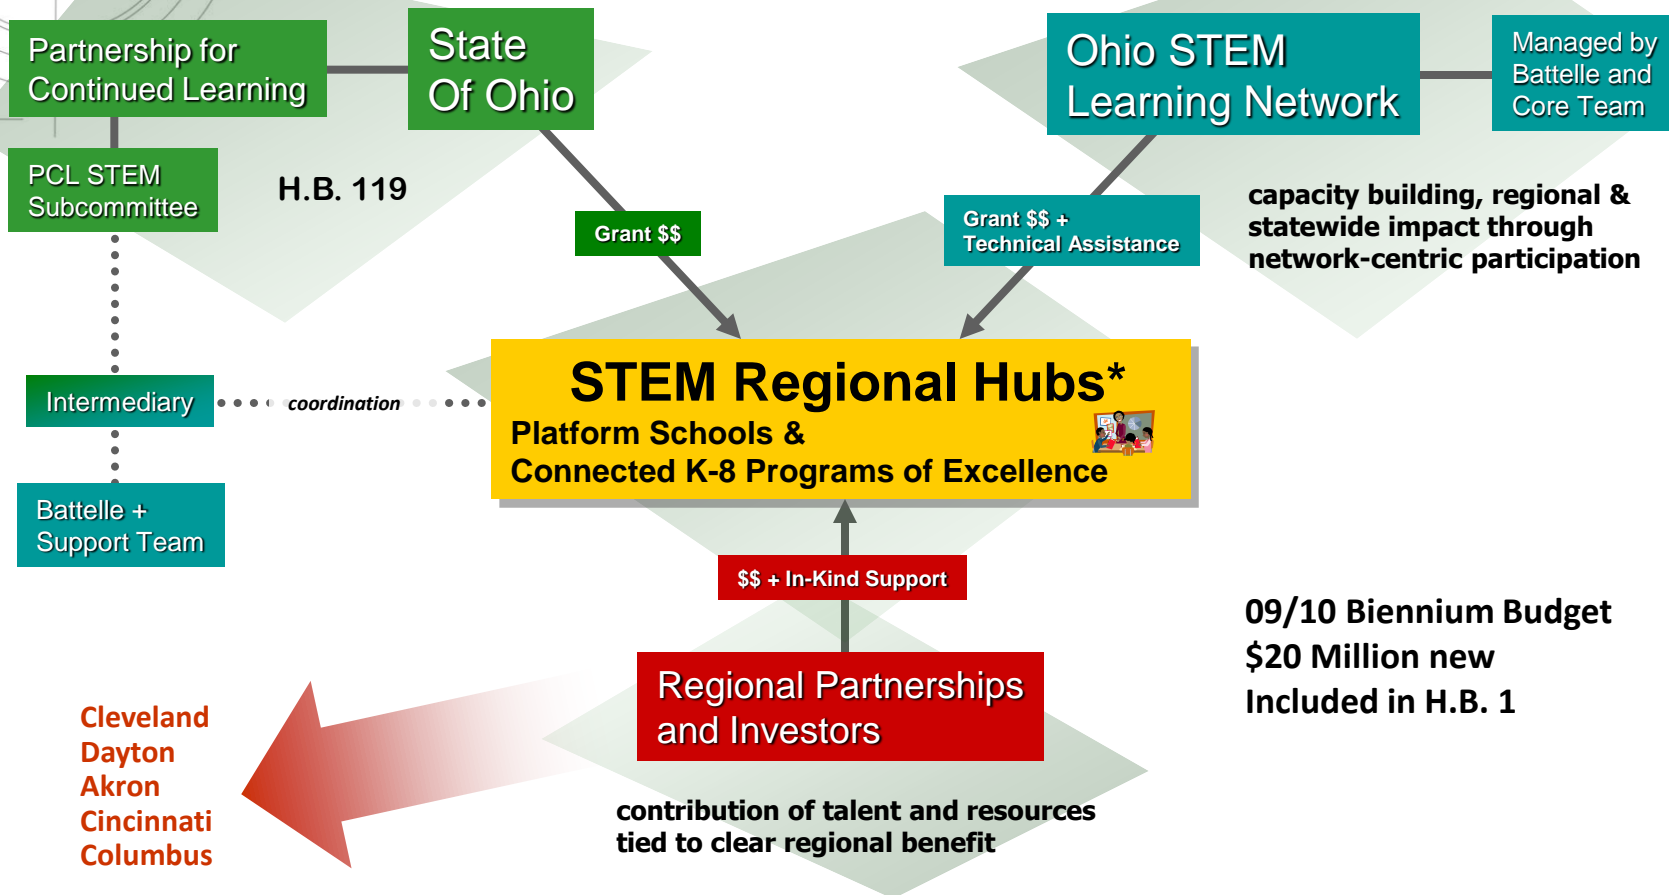 Partnership for
Continued Learning
State
Of Ohio
Ohio STEM
Learning Network
Managed by
Battelle and
Core Team
PCL STEM
Subcommittee
H.B. 119
Grant $$
Grant $$ +
Technical Assistance
capacity building, regional &
statewide impact through
network-centric participation
STEM Regional Hubs*
Platform Schools &
Connected K-8 Programs of Excellence
Intermediary
coordination
Battelle +
Support Team
$$ + In-Kind Support
Regional Partnerships
and Investors
09/10 Biennium Budget
$20 Million new
Included in H.B. 1
Cleveland
Dayton
Akron
Cincinnati
Columbus
contribution of talent and resources
tied to clear regional benefit